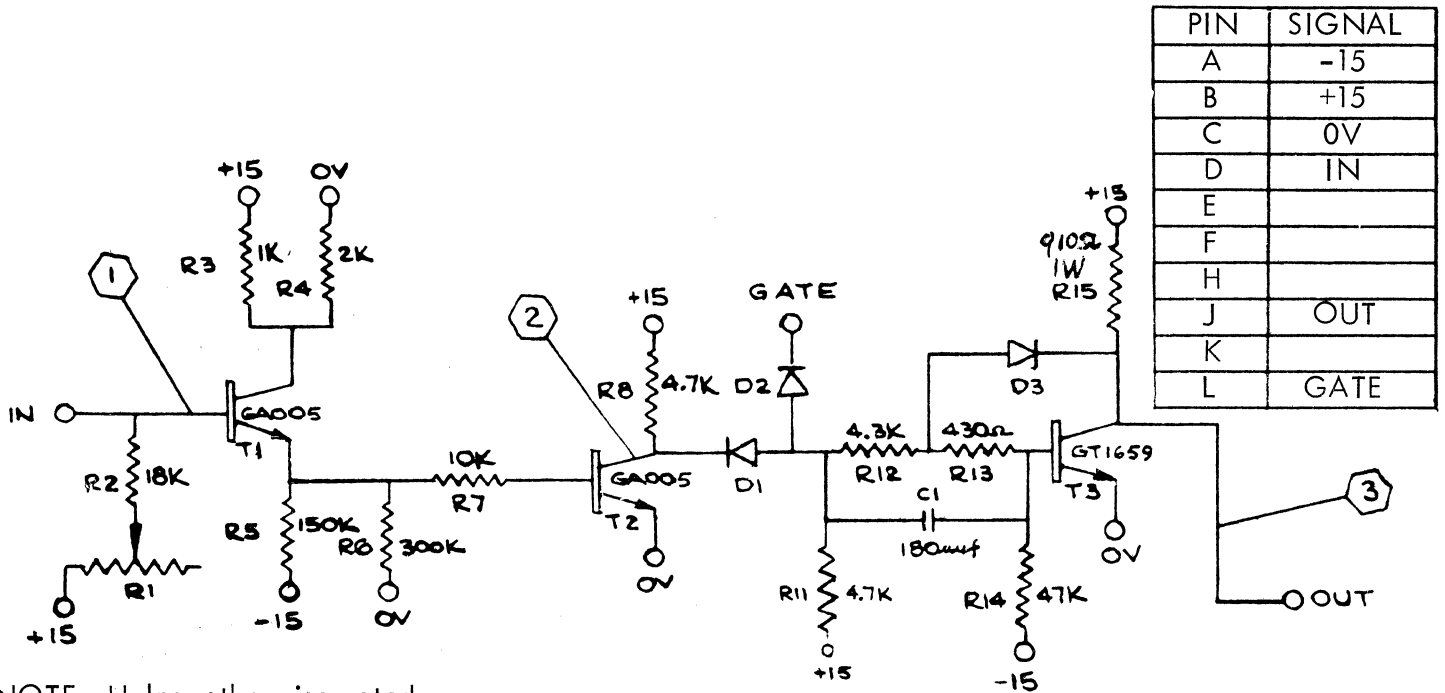 PIN SIGNAL
A -15
B +15
C 0V
D IN
E
F
H
J OUT
K
L GATE
+15 0V
R3 1K R4 2K
1
IN
GA005
T1
R2 18K
R1
+15
R5 150K
-15
R6 300K
0V
10K
R7
2
+15
R8 4.7K
GA005
T2
0V
GATE
D2
D1
4.3K
R12
430Ω
R13
C1
180μμf
R11 4.7K
+15
R14 47K
-15
D3
+15
910Ω
1W
R15
GT1659
T3
0V
3
OUT